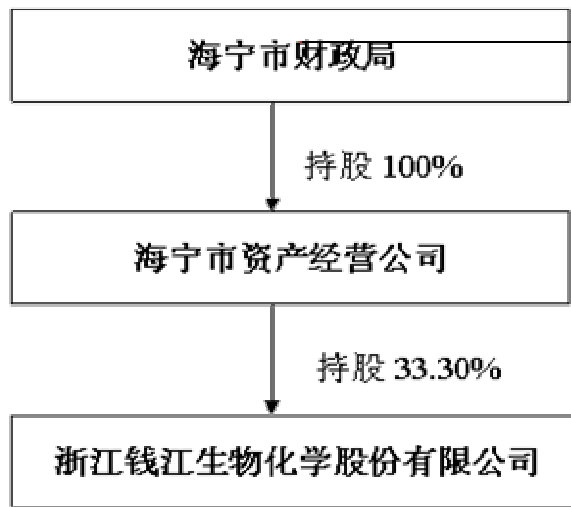 海宁市财政局
持股 100%
海宁市资产经营公司
持股 33.30%
浙江钱江生物化学股份有限公司